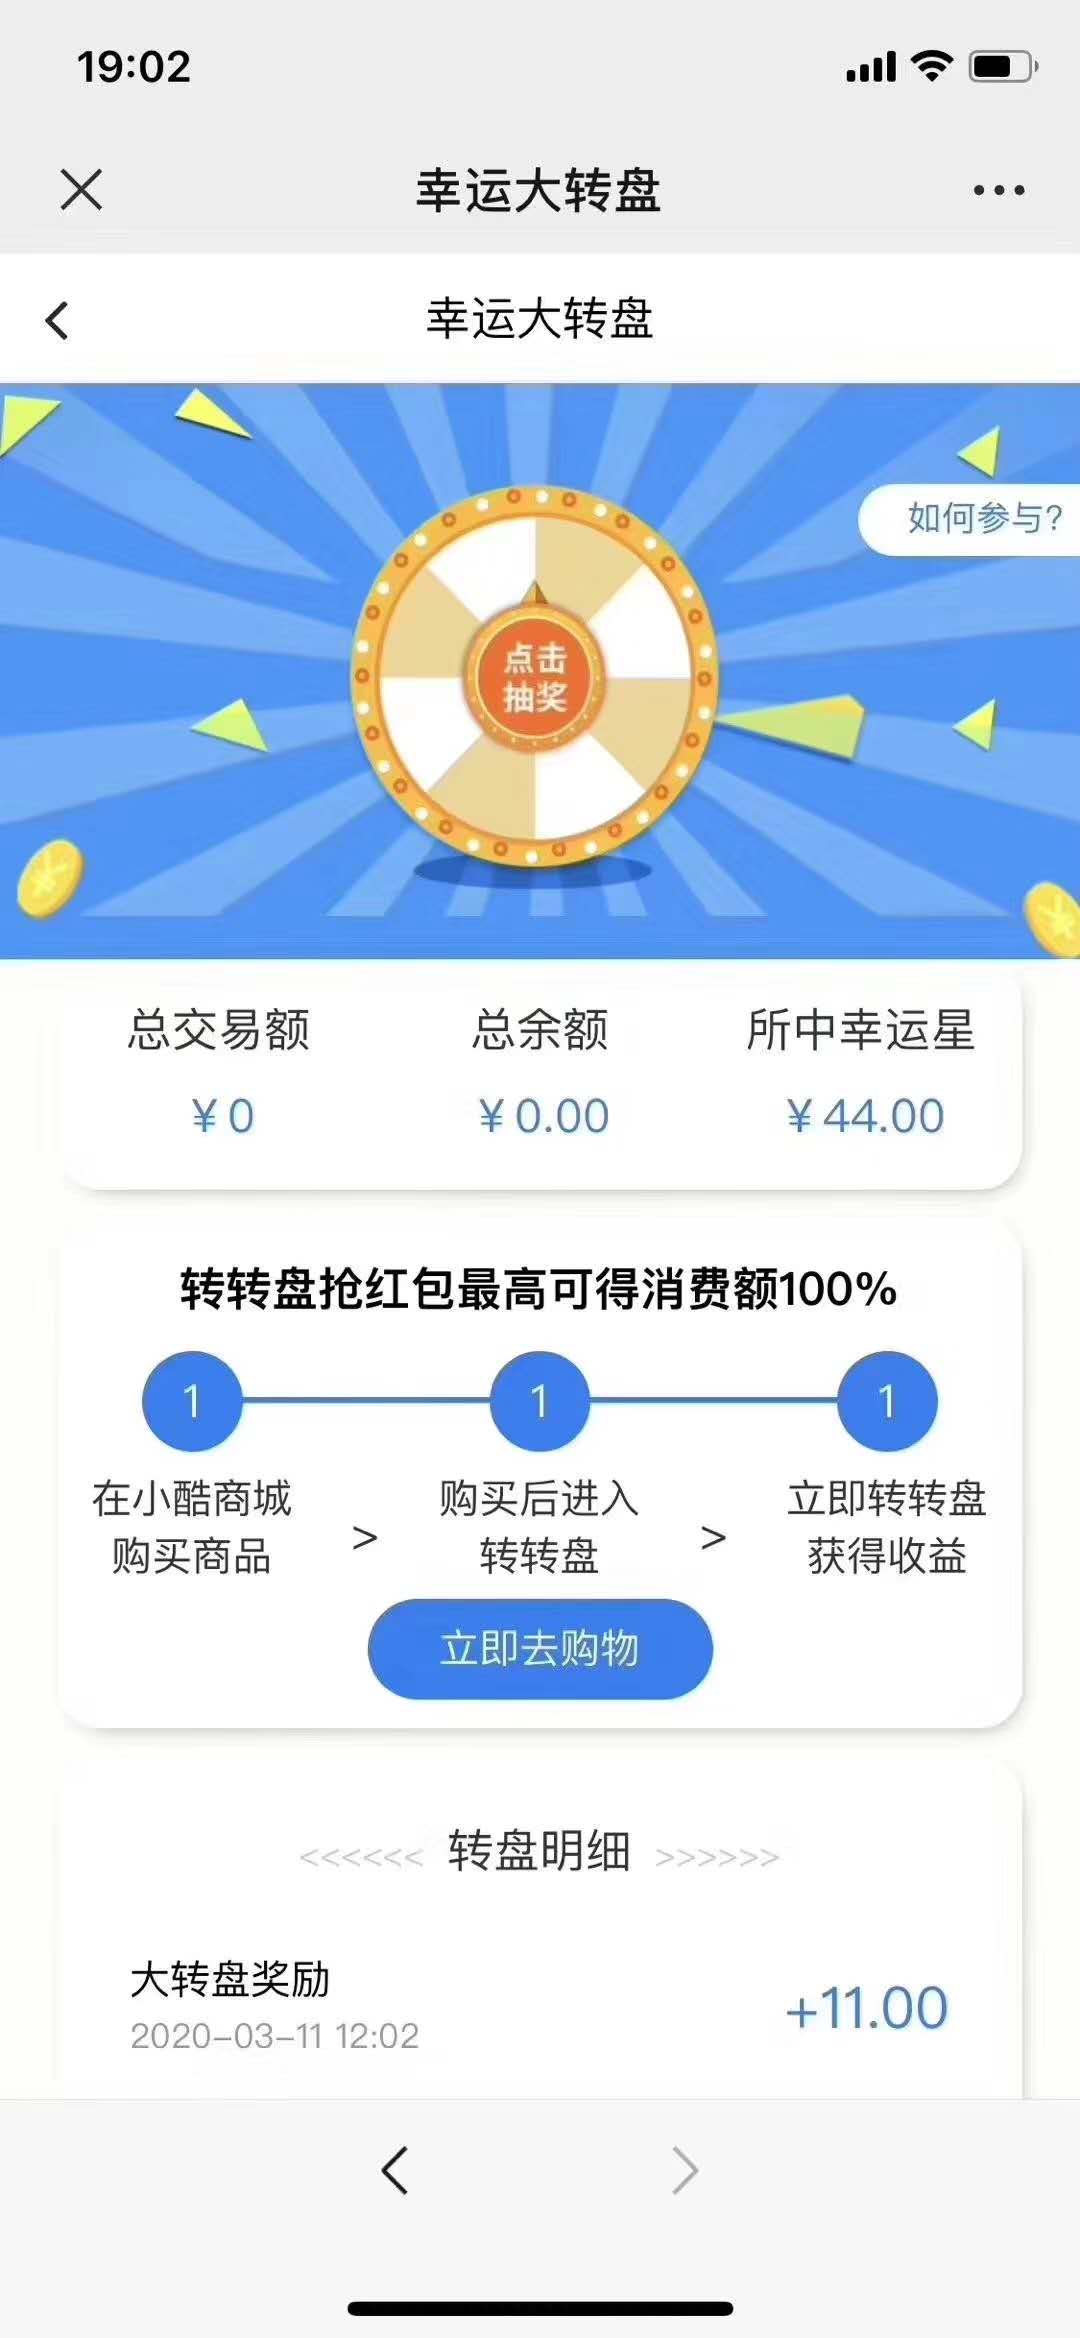 19:02
幸运大转盘
幸运大转盘
如何参与?
点击
抽奖
总交易额 总余额 所中幸运星
¥0 ¥0.00 ¥44.00
转转盘抢红包最高可得消费额100%
1 1 1
在小酷商城 购买后进入 立即转转盘
购买商品 > 转转盘 > 获得收益
立即去购物
<<<<<< 转盘明细 >>>>>>
大转盘奖励
+11.00
2020-03-11 12:02